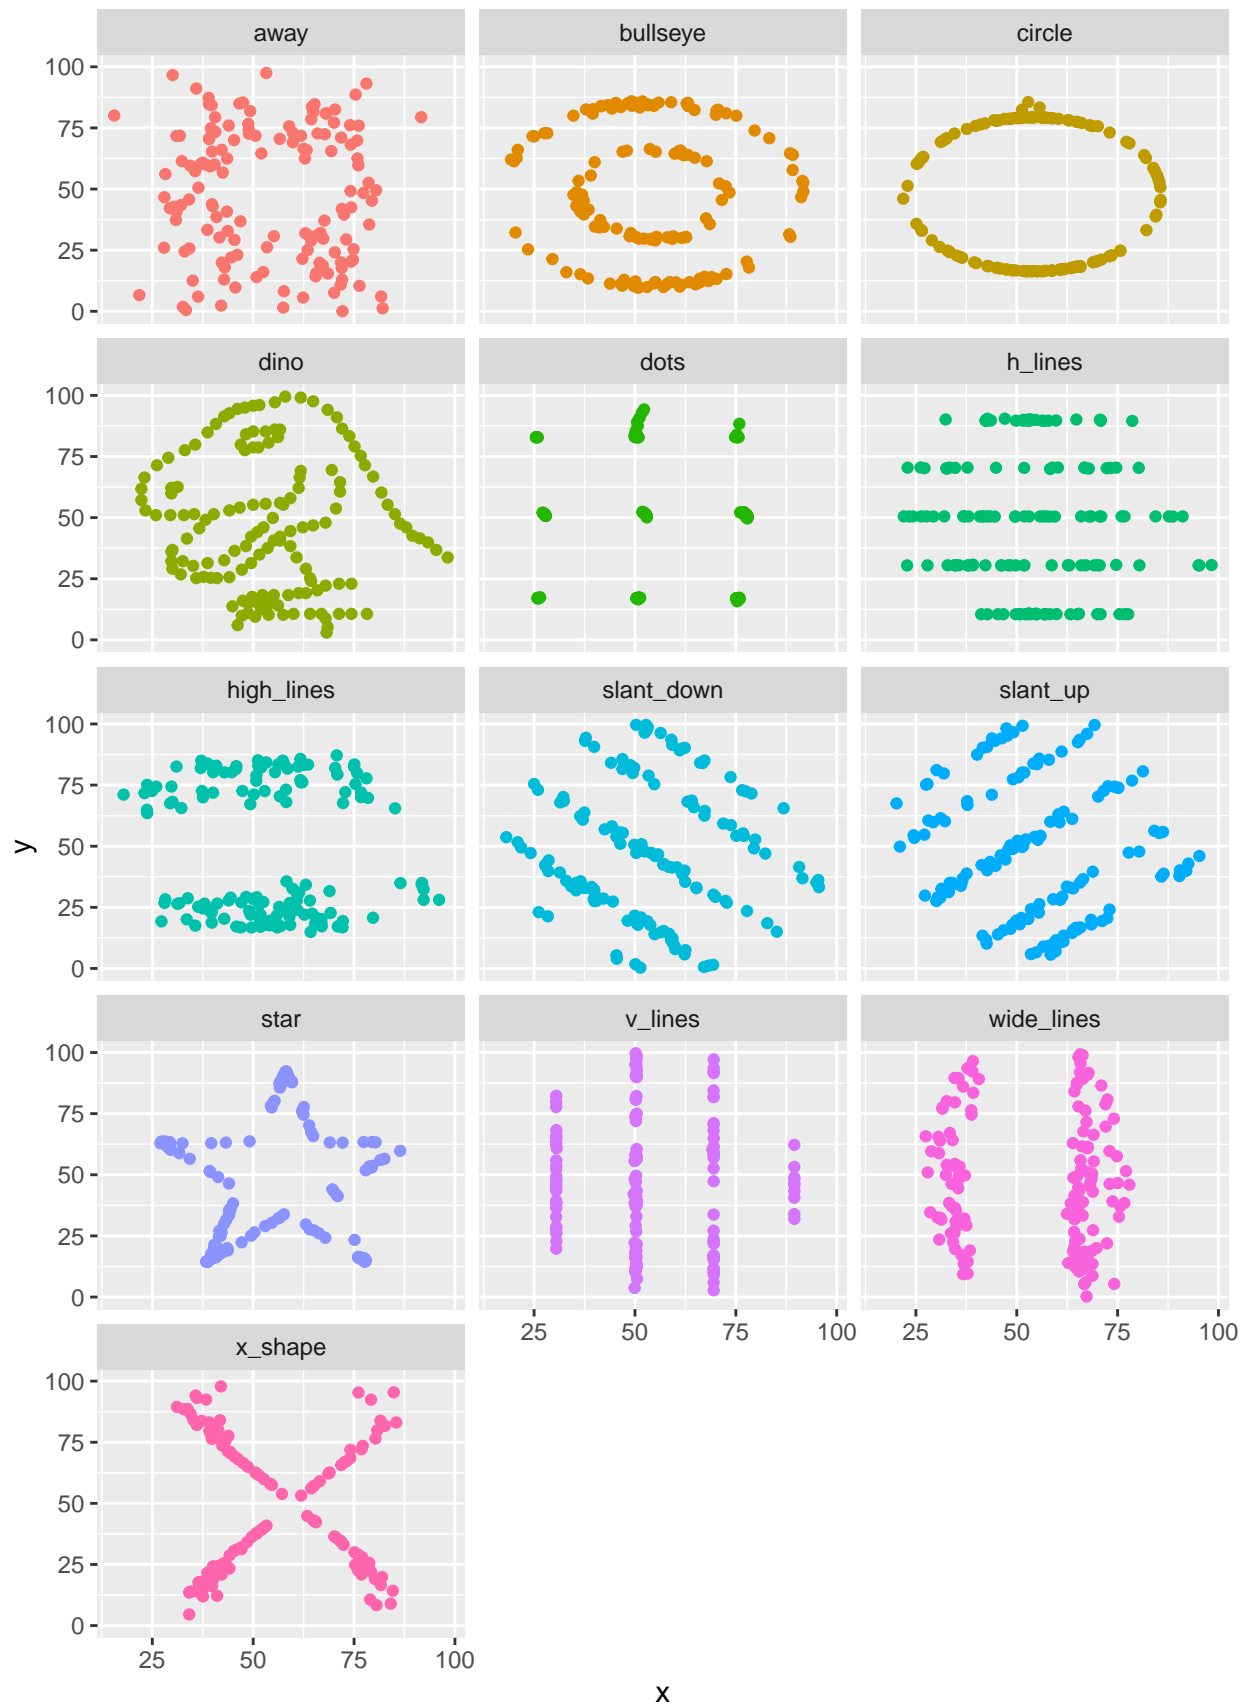 away bullseye circle
100
75
50
25
0
dino dots h_lines
100
75
50
25
0
high_lines slant_down slant_up
100
75
50
25
0
y
star v_lines wide_lines
100
75
50
25
0
25 50 75 100 25 50 75 100
x_shape
100
75
50
25
0
25 50 75 100
x